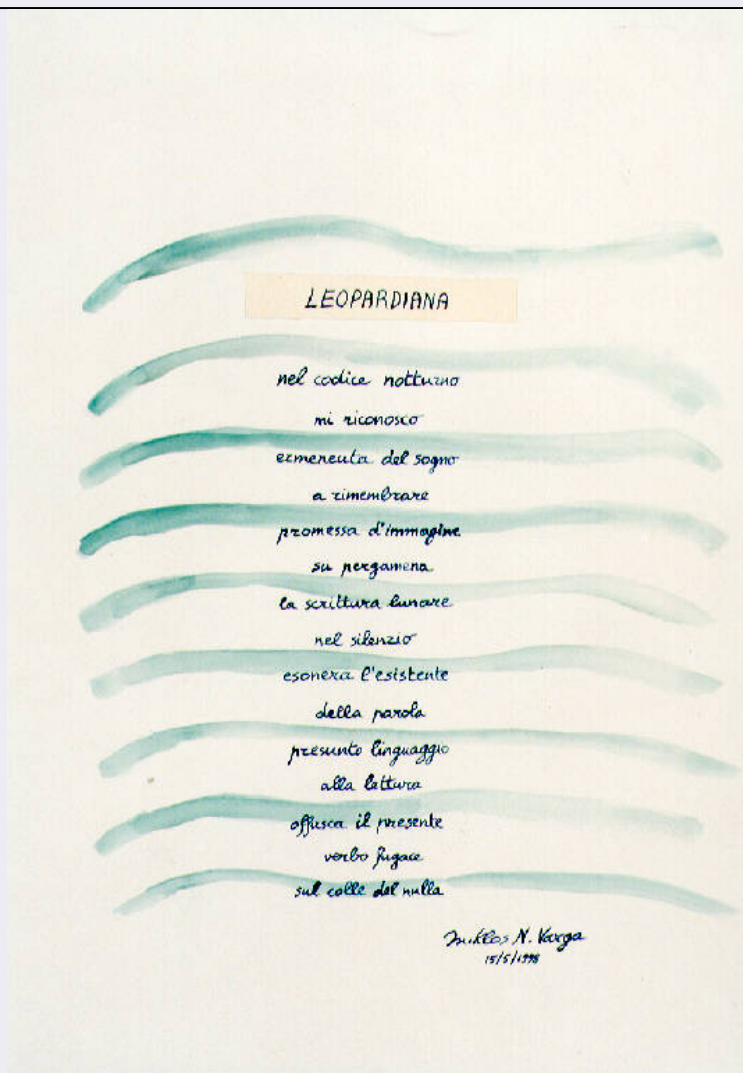 LEOPARDIANA
nel codice notturno
mi riconosco
ermeneuta del sogno
a rimembrare
promessa d'immagine
su pergamena
la scrittura lunare
nel silenzio
esonera l'esistente
della parola
presunto linguaggio
alla lettura
offusca il presente
verbo fugace
sul colle del nulla
Miklos N. Varga
15/5/1998